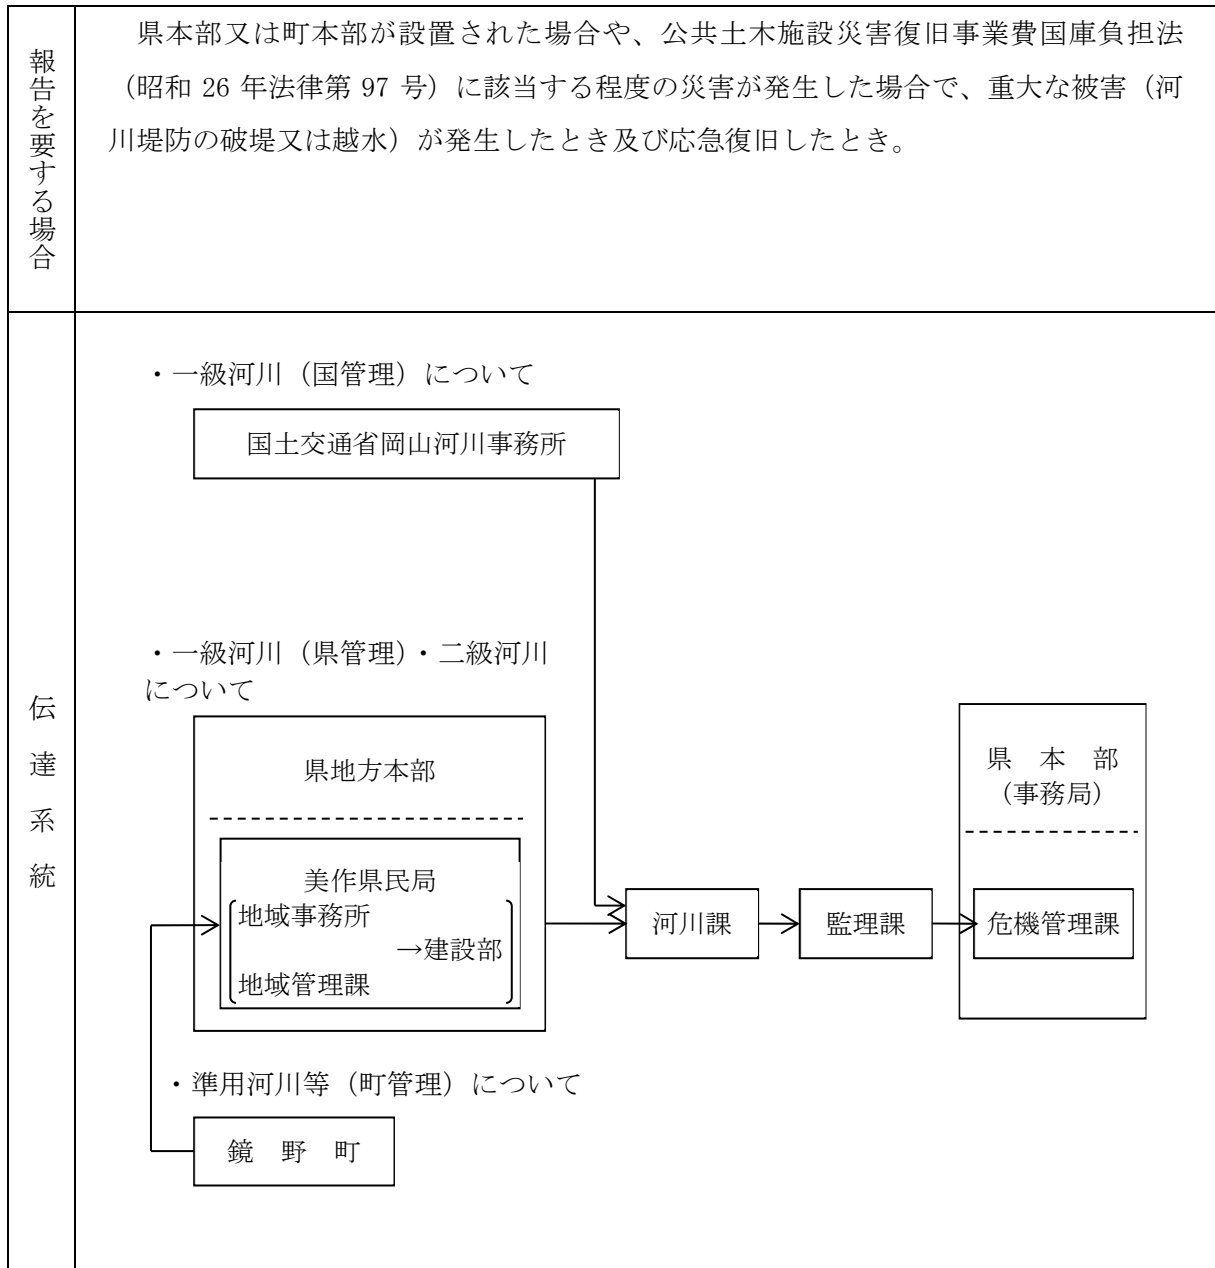 報告を要する場合
県本部又は町本部が設置された場合や、公共土木施設災害復旧事業費国庫負担法
（昭和 26 年法律第 97 号）に該当する程度の災害が発生した場合で、重大な被害（河
川堤防の破堤又は越水）が発生したとき及び応急復旧したとき。
伝達系統
・一級河川（国管理）について
国土交通省岡山河川事務所
・一級河川（県管理）・二級河川
について
県地方本部
美作県民局
地域事務所
→建設部
地域管理課
河川課
監理課
県 本 部
（事務局）
危機管理課
・準用河川等（町管理）について
鏡 野 町